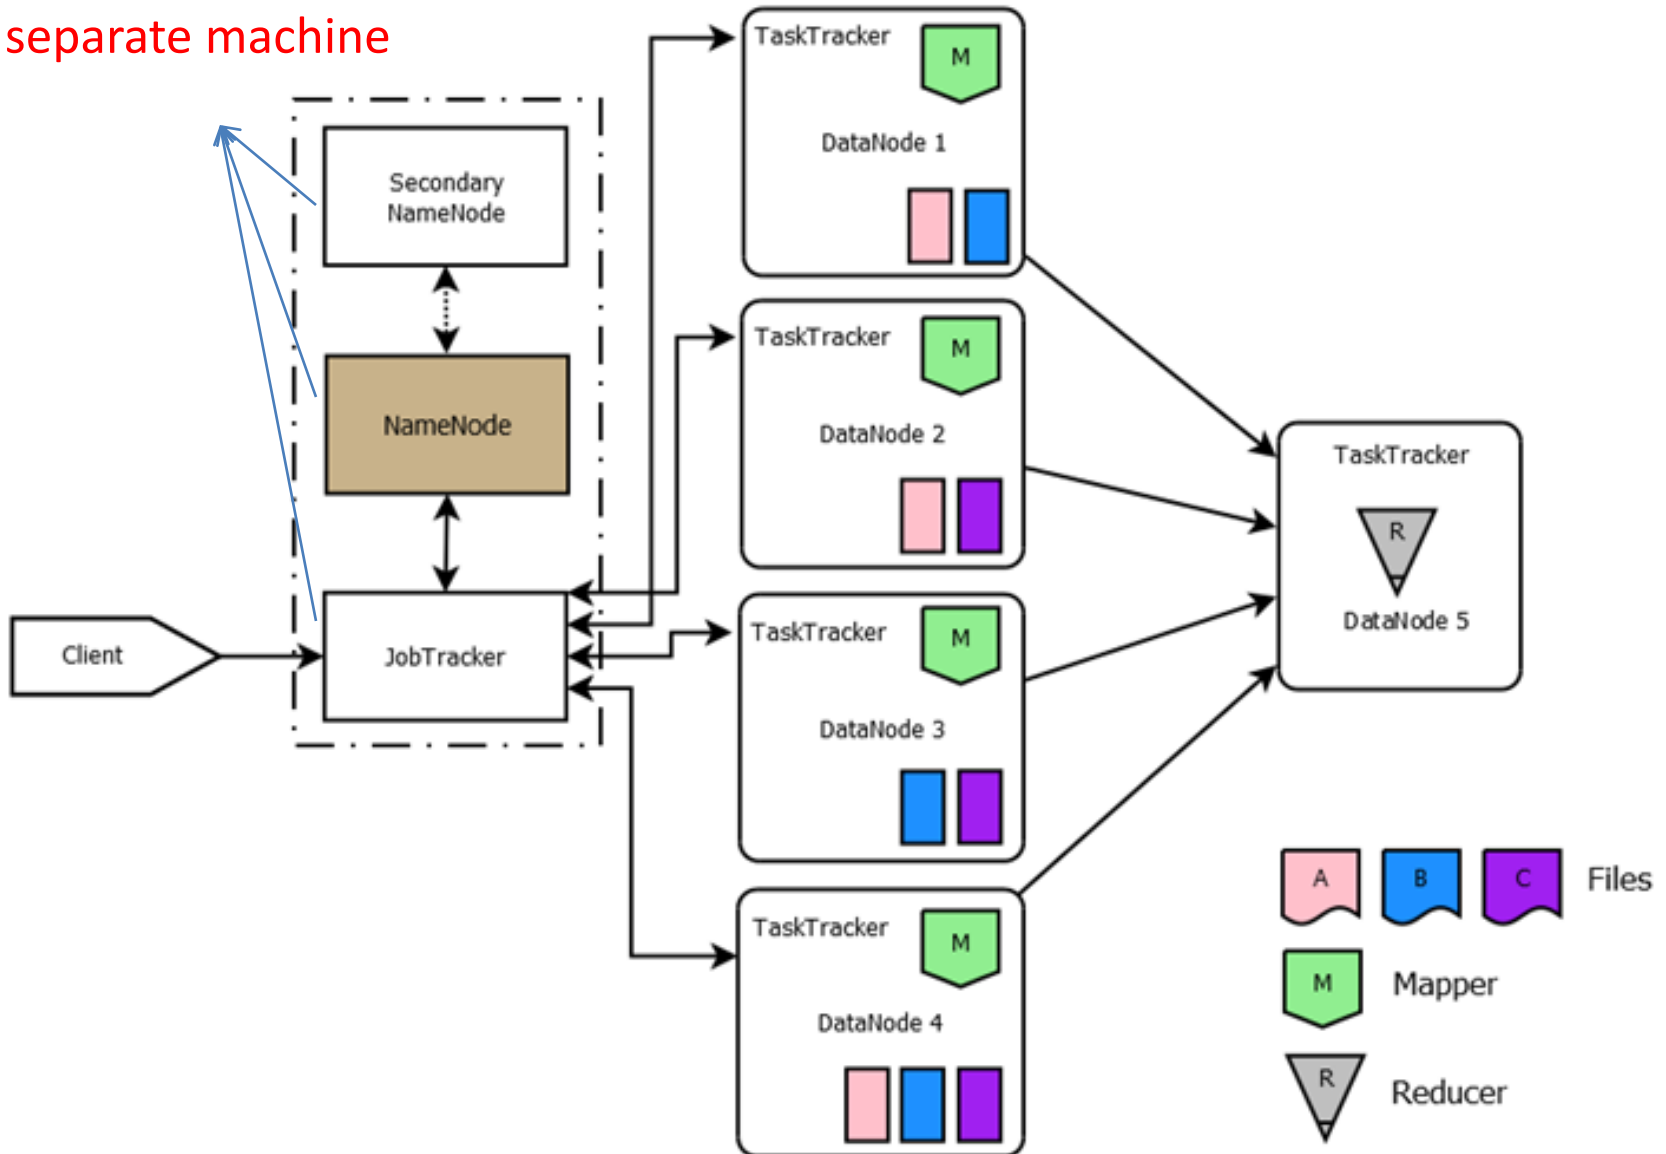 separate machine
Secondary
NameNode
NameNode
JobTracker
Client
TaskTracker
M
DataNode 1
TaskTracker
M
DataNode 2
TaskTracker
M
DataNode 3
TaskTracker
M
DataNode 4
TaskTracker
R
DataNode 5
A B C Files
M Mapper
R Reducer